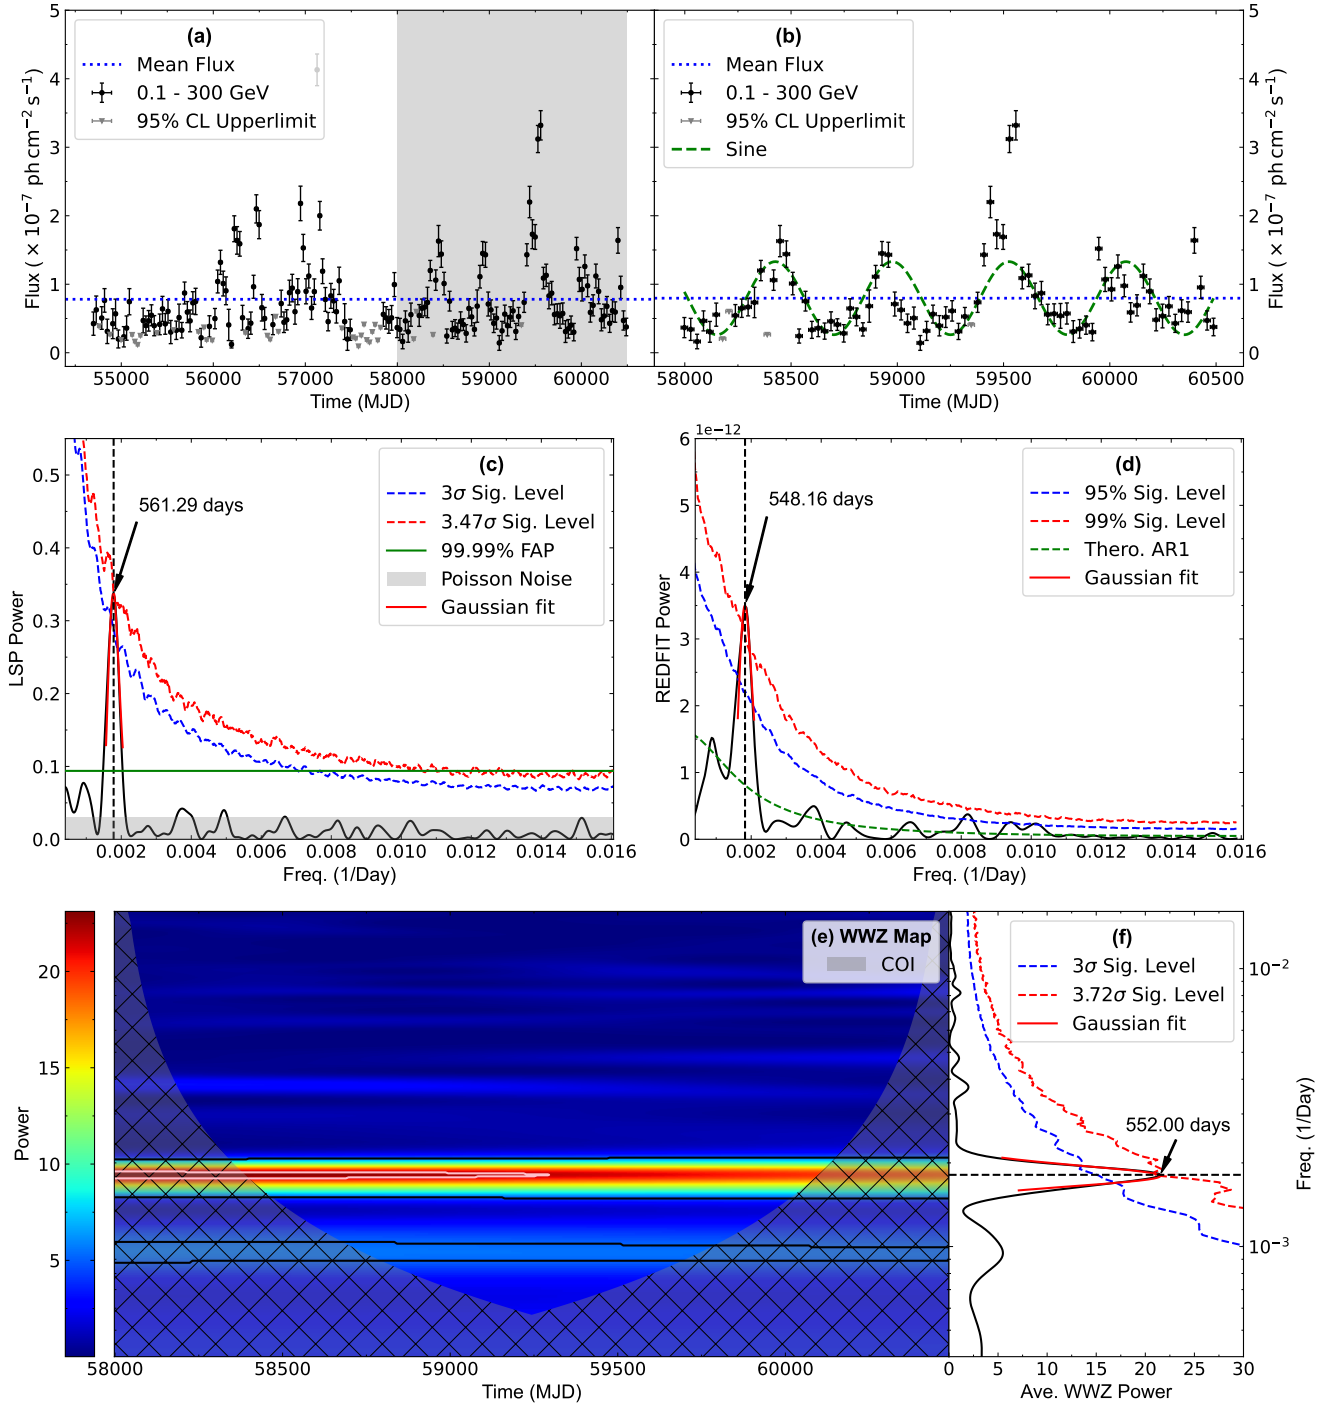 (a)
Mean Flux
0.1 - 300 GeV
95% CL Upperlimit
5
4
3
2
1
0
Flux ( × 10⁻⁷ ph cm⁻² s⁻¹)
55000 56000 57000 58000 59000 60000
Time (MJD)
(b)
Mean Flux
0.1 - 300 GeV
95% CL Upperlimit
Sine
5
4
3
2
1
0
Flux ( × 10⁻⁷ ph cm⁻² s⁻¹)
58000 58500 59000 59500 60000 60500
Time (MJD)
(c)
3σ Sig. Level
3.47σ Sig. Level
99.99% FAP
Poisson Noise
Gaussian fit
561.29 days
0.5
0.4
0.3
0.2
0.1
0.0
LSP Power
0.002 0.004 0.006 0.008 0.010 0.012 0.014 0.016
Freq. (1/Day)
1e−12
(d)
95% Sig. Level
99% Sig. Level
Thero. AR1
Gaussian fit
548.16 days
6
5
4
3
2
1
0
REDFIT Power
0.002 0.004 0.006 0.008 0.010 0.012 0.014 0.016
Freq. (1/Day)
20
15
10
5
Power
(e) WWZ Map
COI
58000 58500 59000 59500 60000
Time (MJD)
(f)
3σ Sig. Level
3.72σ Sig. Level
Gaussian fit
552.00 days
10⁻²
10⁻³
Freq. (1/Day)
0 5 10 15 20 25 30
Ave. WWZ Power